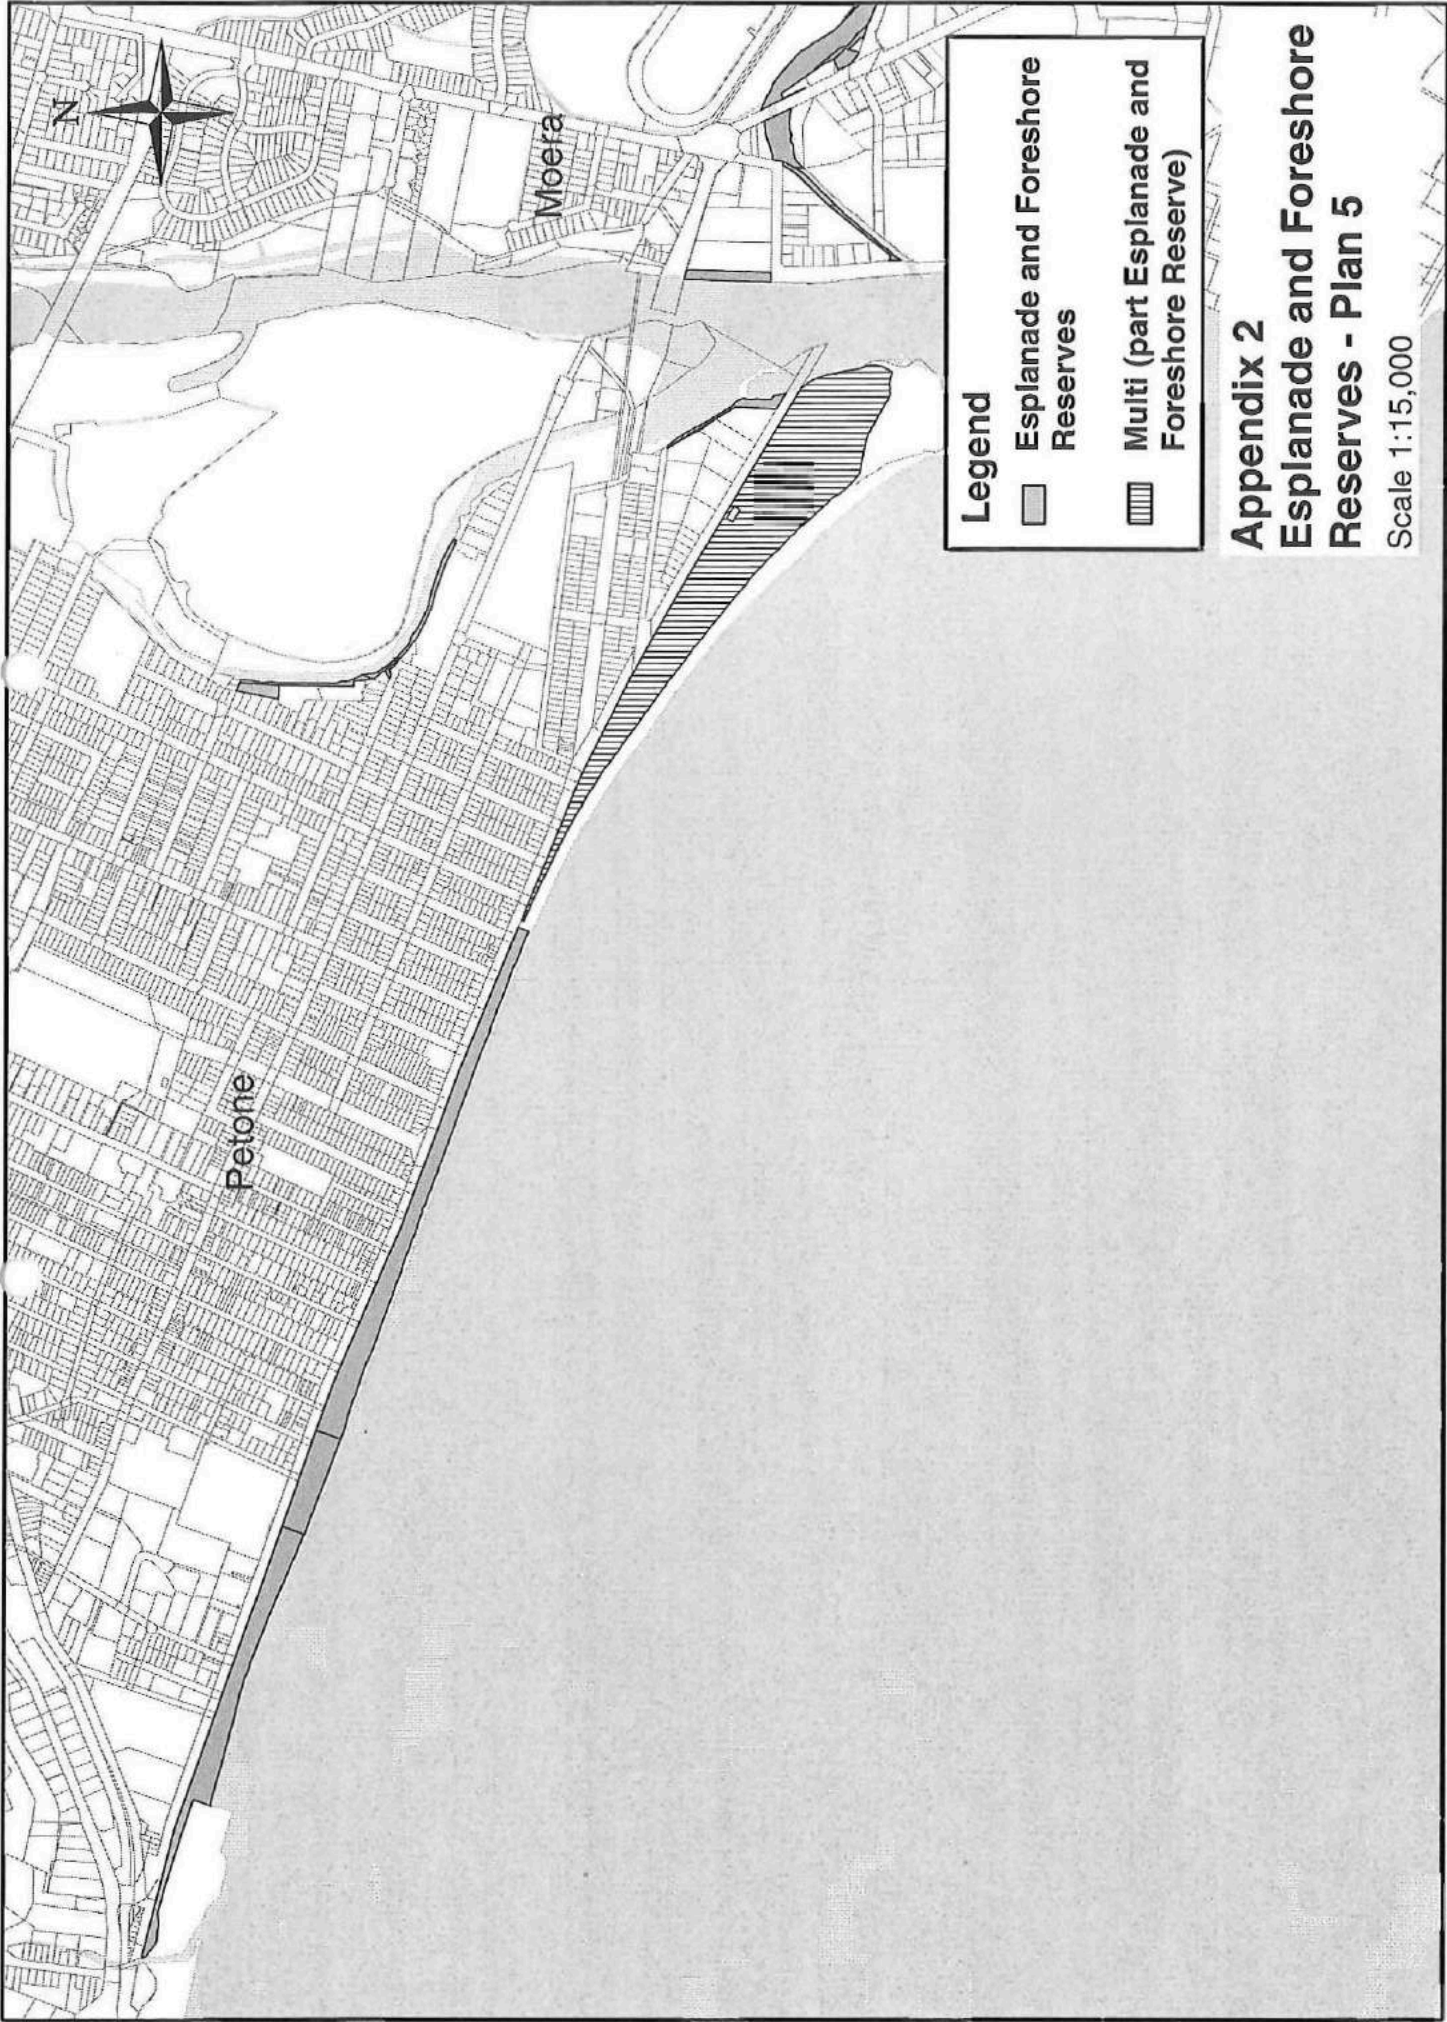 N
Moera
Petone
Legend
Esplanade and Foreshore
Reserves
Multi (part Esplanade and
Foreshore Reserve)
Appendix 2
Esplanade and Foreshore
Reserves - Plan 5
Scale 1:15,000